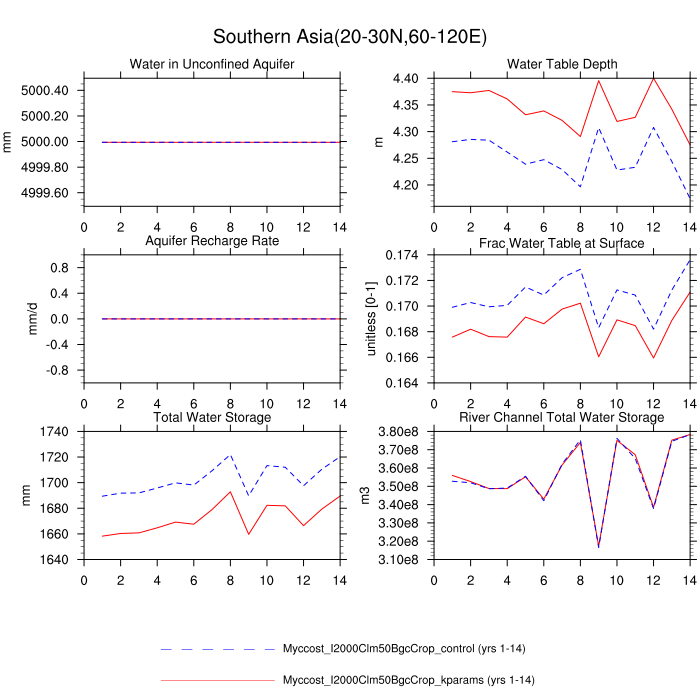 Southern Asia(20-30N,60-120E)
Water in Unconfined Aquifer
mm
5000.40
5000.20
5000.00
4999.80
4999.60
0 2 4 6 8 10 12 14
Water Table Depth
m
4.40
4.35
4.30
4.25
4.20
0 2 4 6 8 10 12 14
Aquifer Recharge Rate
mm/d
0.8
0.4
0.0
-0.4
-0.8
0 2 4 6 8 10 12 14
Frac Water Table at Surface
unitless [0-1]
0.174
0.172
0.170
0.168
0.166
0.164
0 2 4 6 8 10 12 14
Total Water Storage
mm
1740
1720
1700
1680
1660
1640
0 2 4 6 8 10 12 14
River Channel Total Water Storage
m3
3.80e8
3.70e8
3.60e8
3.50e8
3.40e8
3.30e8
3.20e8
3.10e8
0 2 4 6 8 10 12 14
Myccost_I2000Clm50BgcCrop_control (yrs 1-14)
Myccost_I2000Clm50BgcCrop_kparams (yrs 1-14)